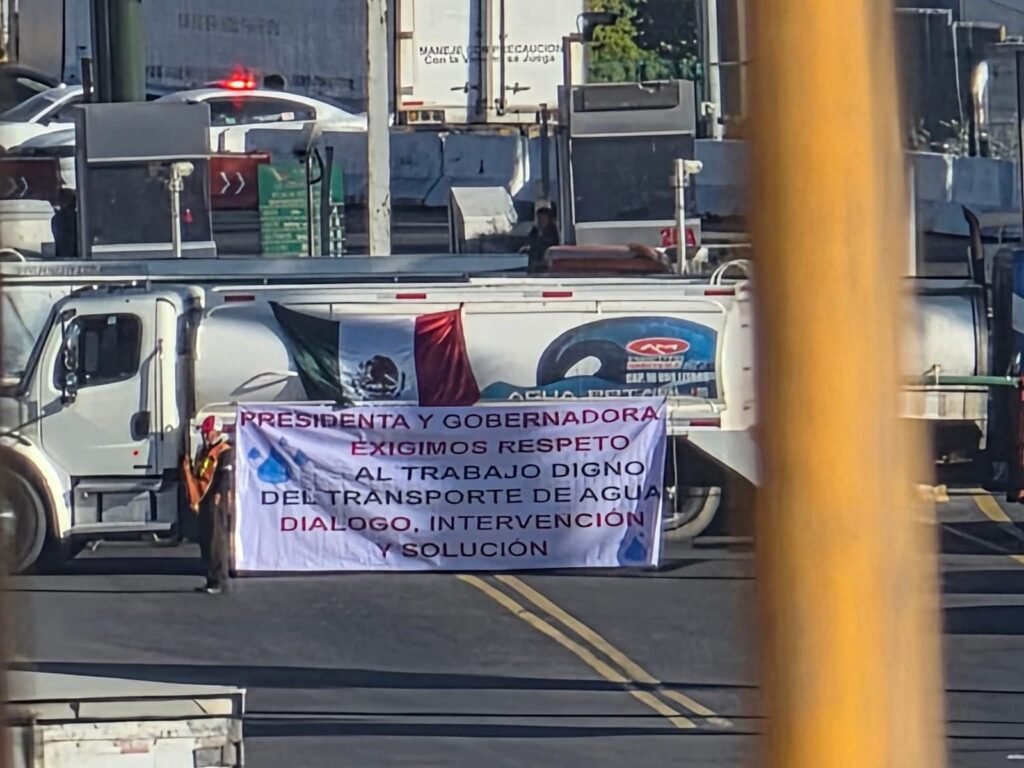 MANEJE CON PRECAUCION
Con la Vida se Juega
PRESIDENTA Y GOBERNADORA
EXIGIMOS RESPETO
AL TRABAJO DIGNO
DEL TRANSPORTE DE AGUA
DIALOGO, INTERVENCIÓN
Y SOLUCIÓN
AGUA